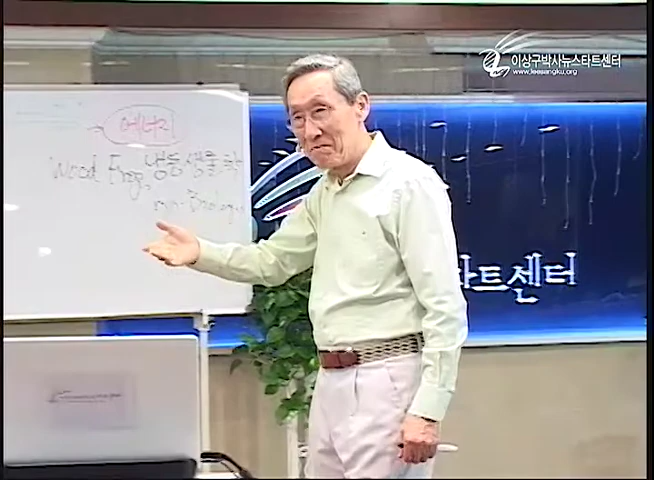 이상구박사뉴스타트센터
www.leesangku.org
에너지
Wood Frog, 냉동생물학
Biology
타트센터